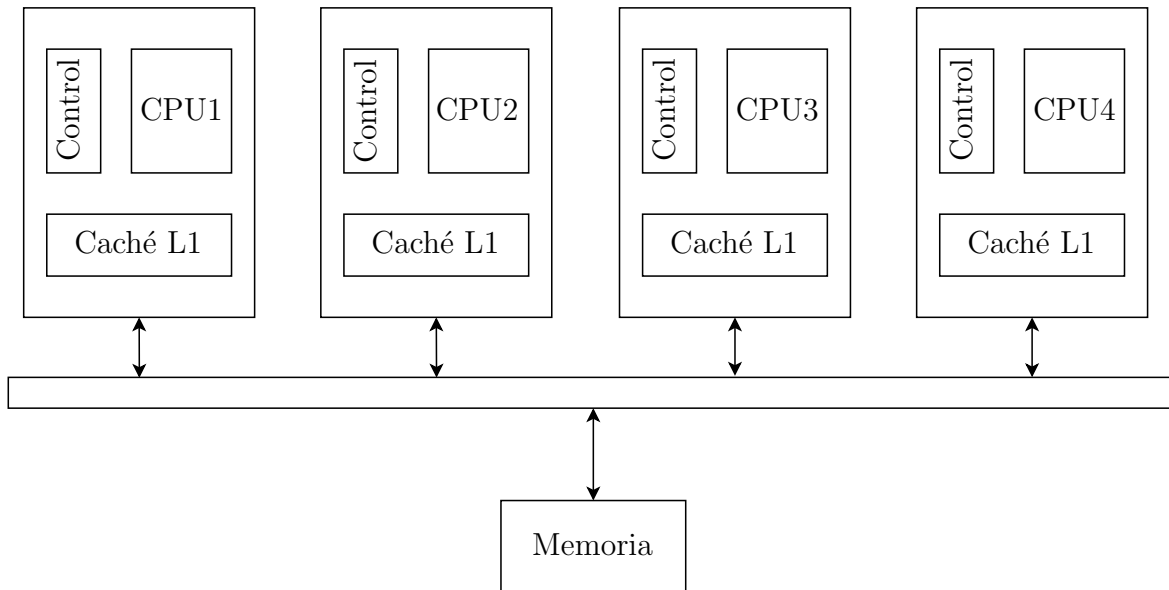 Control
CPU1
Caché L1
Control
CPU2
Caché L1
Control
CPU3
Caché L1
Control
CPU4
Caché L1
Memoria